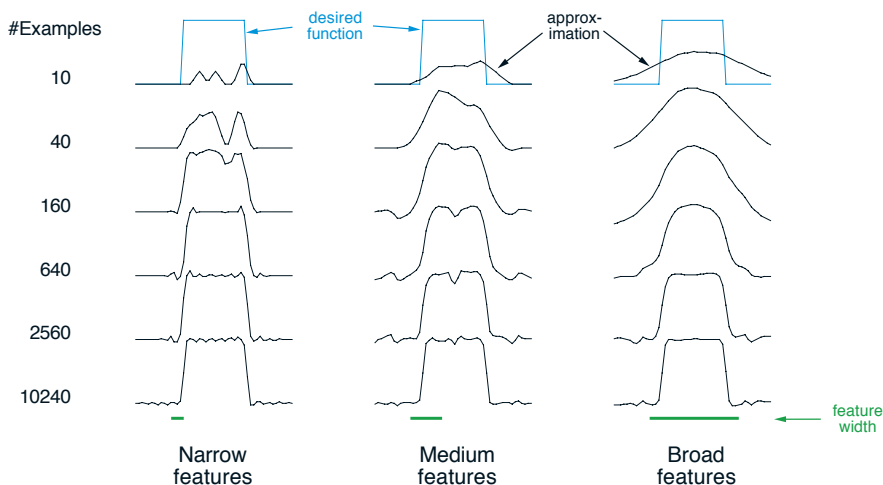 #Examples
desired
function
approx-
imation
10
40
160
640
2560
10240
feature
width
Narrow
features
Medium
features
Broad
features